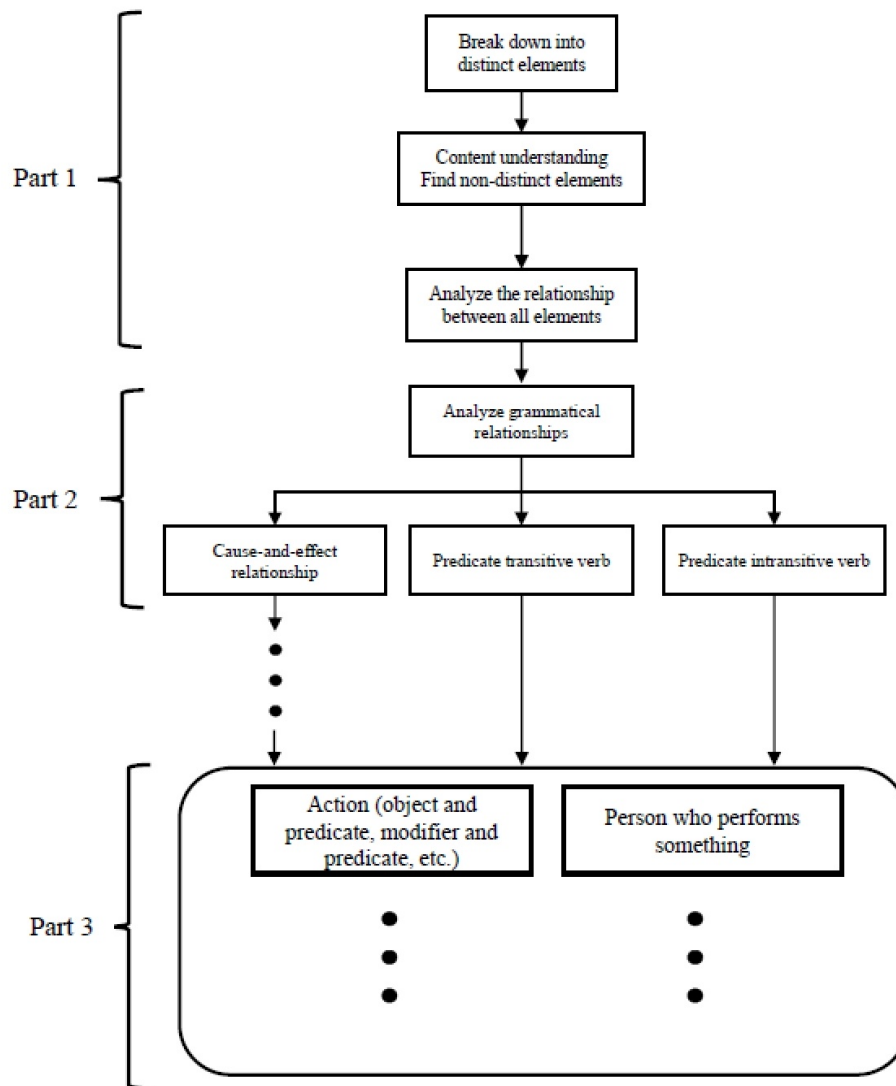 Break down into
distinct elements
Part 1
Content understanding
Find non-distinct elements
Analyze the relationship
between all elements
Analyze grammatical
relationships
Part 2
Cause-and-effect
relationship
Predicate transitive verb
Predicate intransitive verb
Part 3
Action (object and
predicate, modifier and
predicate, etc.)
Person who performs
something